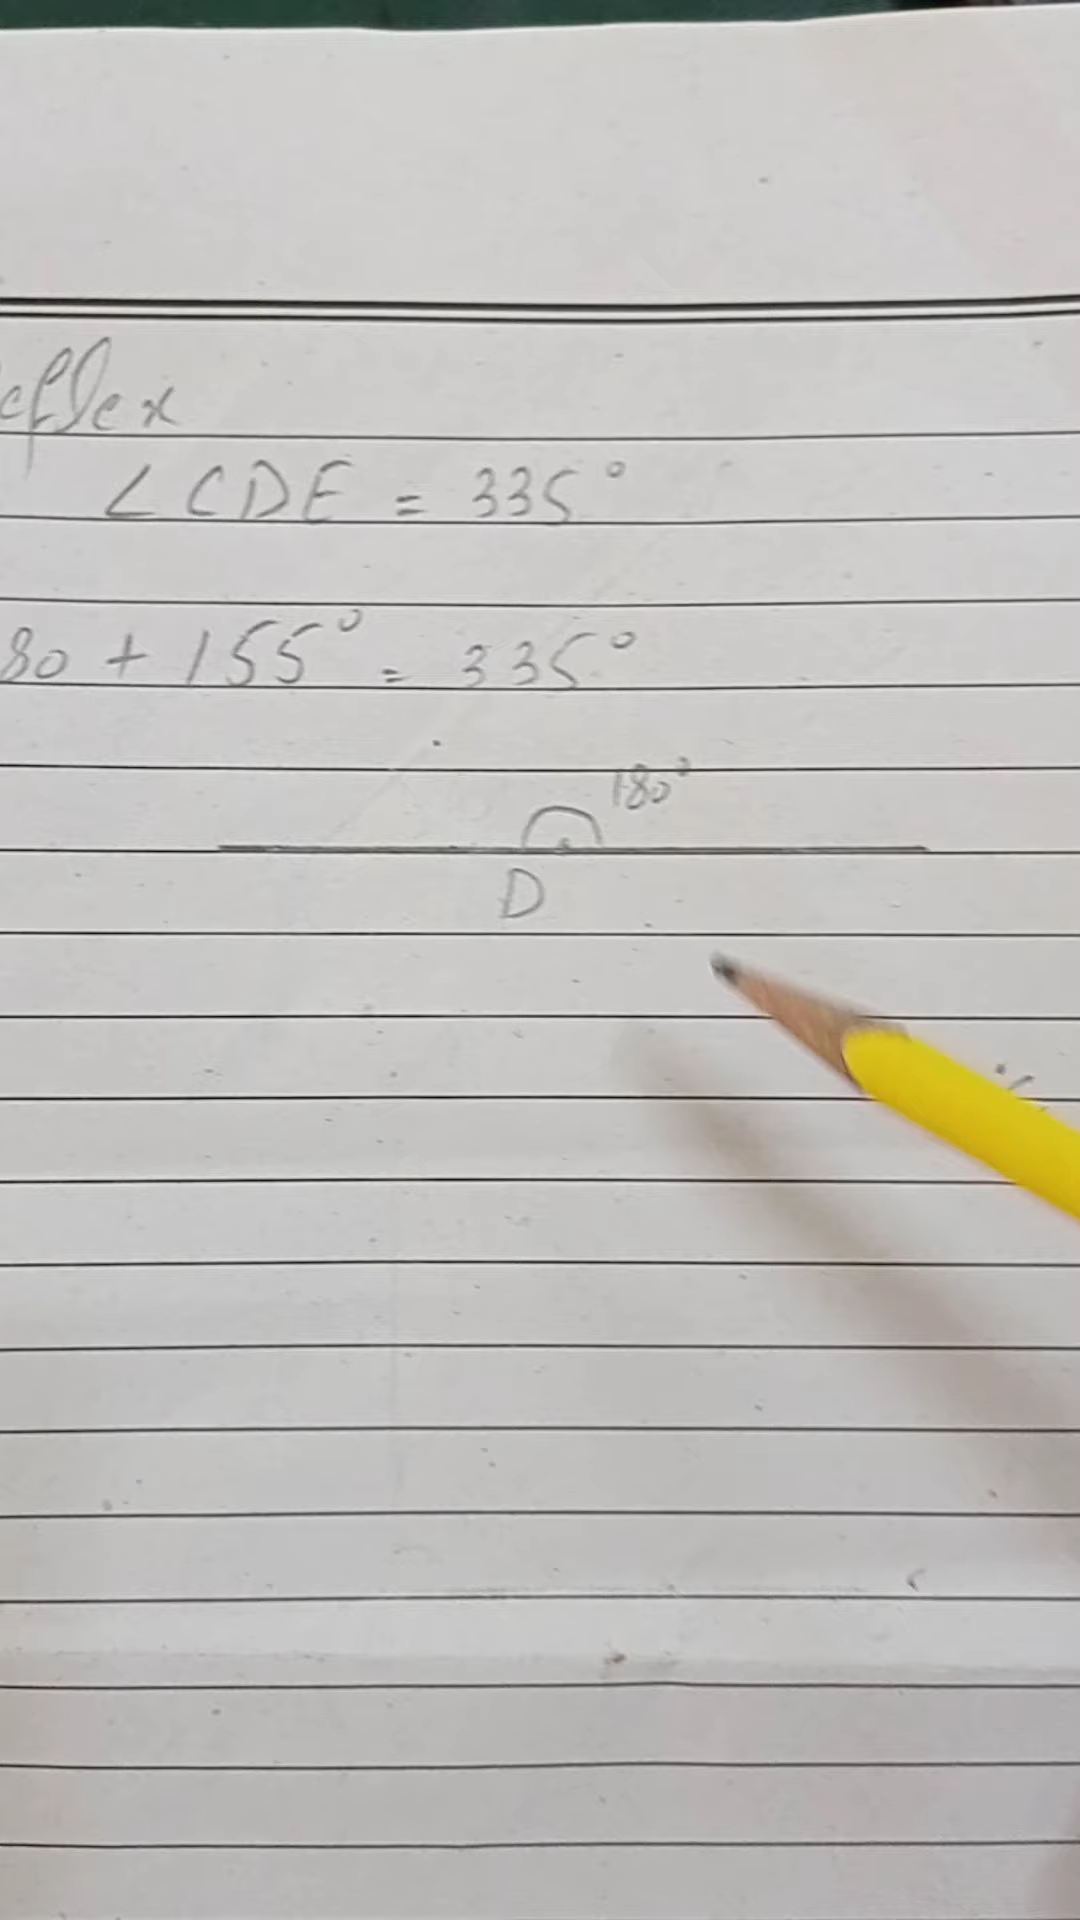 eflex
∠CDE = 335°
80 + 155° = 335°
180°
D